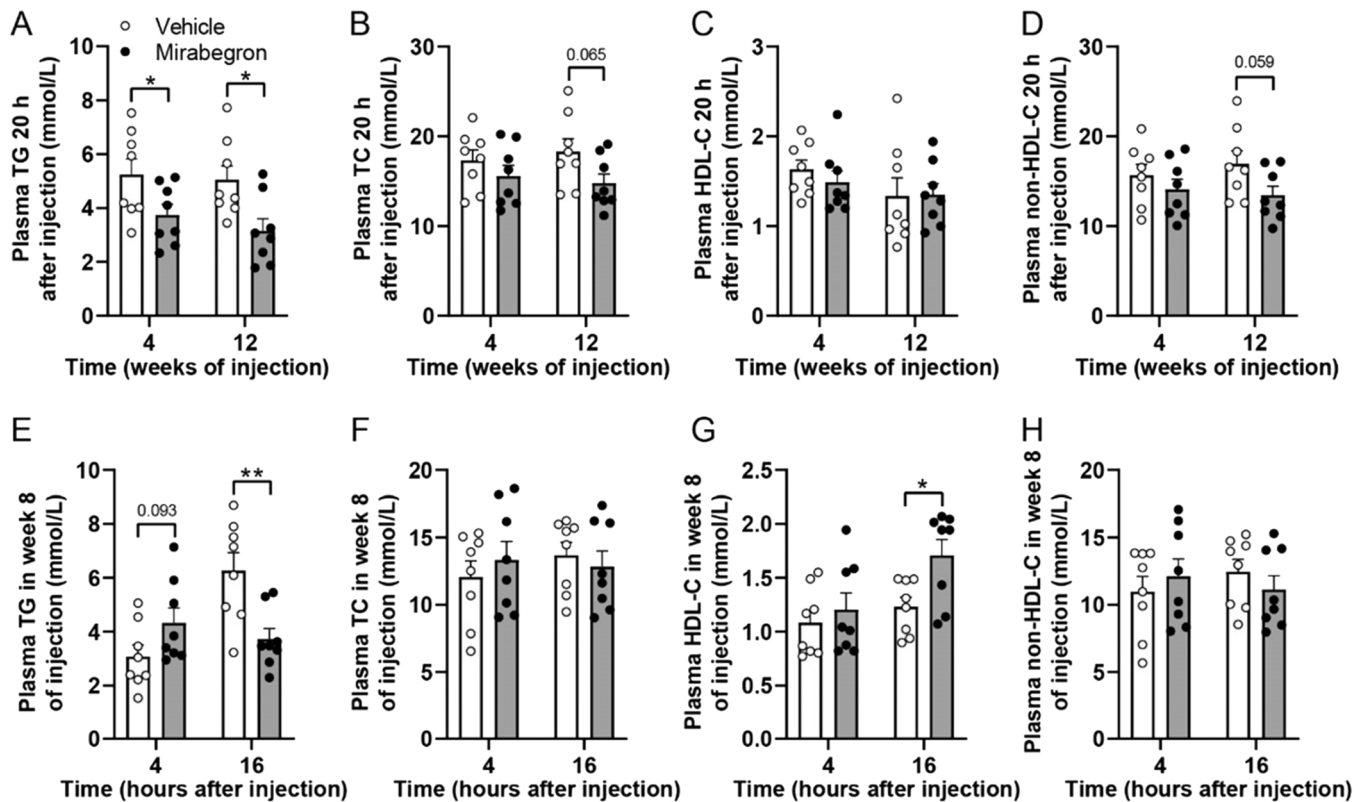 A
Vehicle
Mirabegron
Plasma TG 20 h
after injection (mmol/L)
10
8
6
4
2
0
*
*
4
12
Time (weeks of injection)
B
Plasma TC 20 h
after injection (mmol/L)
30
20
10
0
0.065
4
12
Time (weeks of injection)
C
Plasma HDL-C 20 h
after injection (mmol/L)
3
2
1
0
4
12
Time (weeks of injection)
D
Plasma non-HDL-C 20 h
after injection (mmol/L)
30
20
10
0
0.059
4
12
Time (weeks of injection)
E
Plasma TG in week 8
of injection (mmol/L)
10
8
6
4
2
0
0.093
**
4
16
Time (hours after injection)
F
Plasma TC in week 8
of injection (mmol/L)
20
15
10
5
0
4
16
Time (hours after injection)
G
Plasma HDL-C in week 8
of injection (mmol/L)
2.5
2.0
1.5
1.0
0.5
0.0
*
4
16
Time (hours after injection)
H
Plasma non-HDL-C in week 8
of injection (mmol/L)
20
15
10
5
0
4
16
Time (hours after injection)